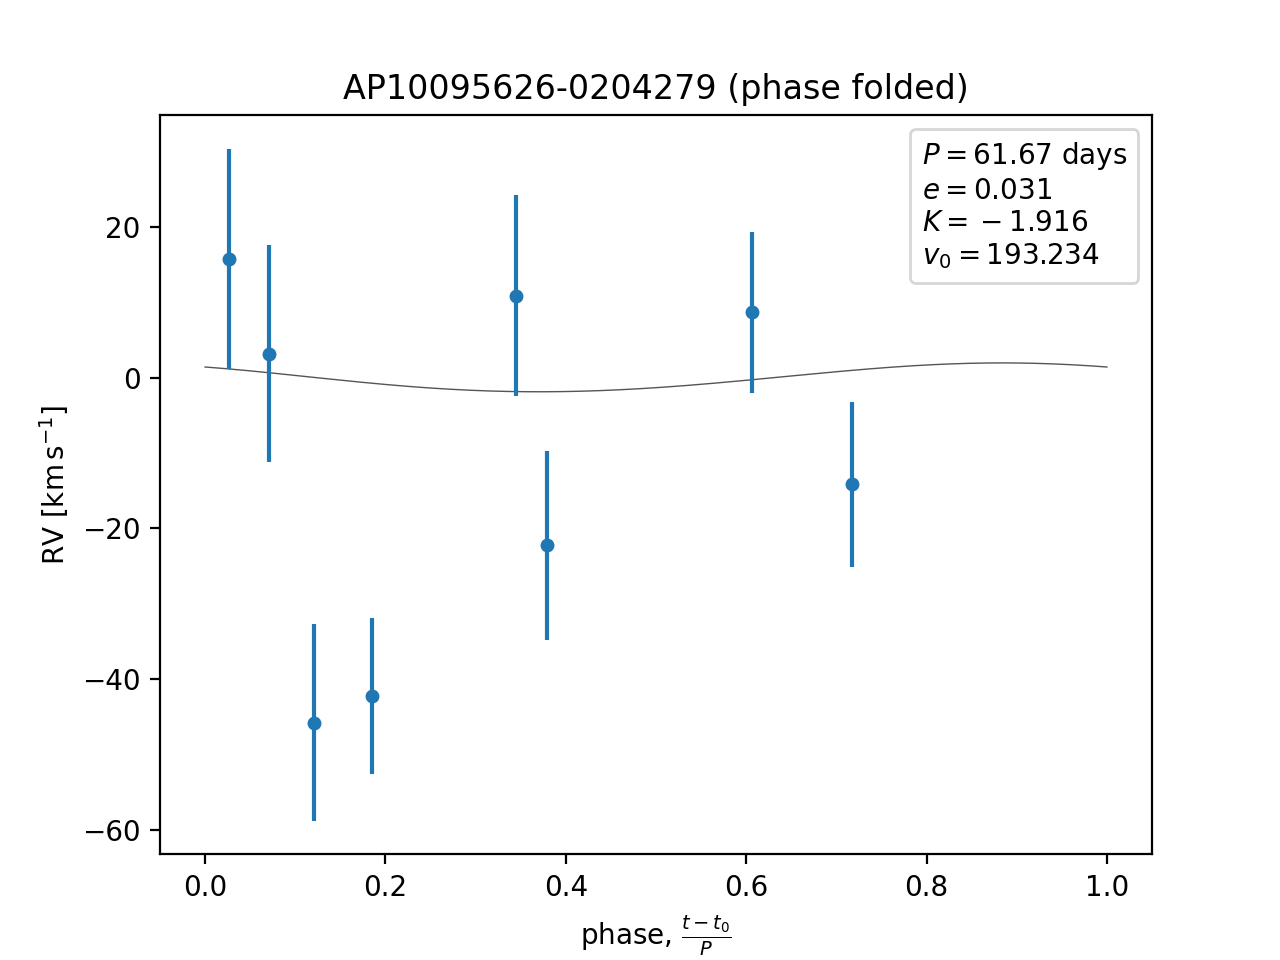 AP10095626-0204279 (phase folded)
P = 61.67 days
e = 0.031
K = −1.916
v₀ = 193.234
20
0
−20
−40
−60
RV [km s⁻¹]
0.0 0.2 0.4 0.6 0.8 1.0
phase, (t − t₀)/P